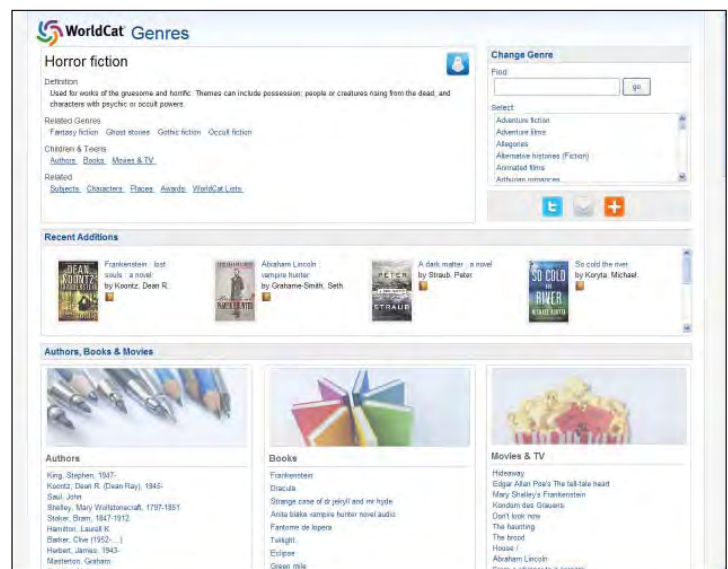 WorldCat Genres
Horror fiction
Definition
Used for works of the gruesome and horrific. Themes can include possession: people or creatures rising from the dead, and
characters with psychic or occult powers.
Related Genres
Fantasy fiction Ghost stories Gothic fiction Occult fiction
Children & Teens
Authors Books Movies & TV
Related
Subjects Characters Places Awards WorldCat Lists
Change Genre
Find
go
Select
Adventure fiction
Adventure films
Allegories
Alternative histories (Fiction)
Animated films
Arthurian romances
Recent Additions
DEAN
KOONTZ
Frankenstein : lost
souls : a novel
by Koontz, Dean R.
Abraham Lincoln :
vampire hunter
by Grahame-Smith, Seth.
PETER
STRAUB
A dark matter : a novel
by Straub, Peter.
SO COLD
THE
RIVER
So cold the river
by Koryta, Michael.
Authors, Books & Movies
Authors
King, Stephen, 1947-
Koontz, Dean R. (Dean Ray), 1945-
Saul, John
Shelley, Mary Wollstonecraft, 1797-1851
Stoker, Bram, 1847-1912
Hamilton, Laurell K.
Barker, Clive (1952-...)
Herbert, James, 1943-
Masterton, Graham
Books
Frankenstein
Dracula
Strange case of dr jekyll and mr hyde
Anita blake vampire hunter novel audio
Fantome de lopera
Twilight
Eclipse
Green mile
Movies & TV
Hideaway
Edgar Allan Poe's The tell-tale heart
Mary Shelley's Frankenstein
Kondom des Grauens
Don't look now
The haunting
The brood
House /
Abraham Lincoln